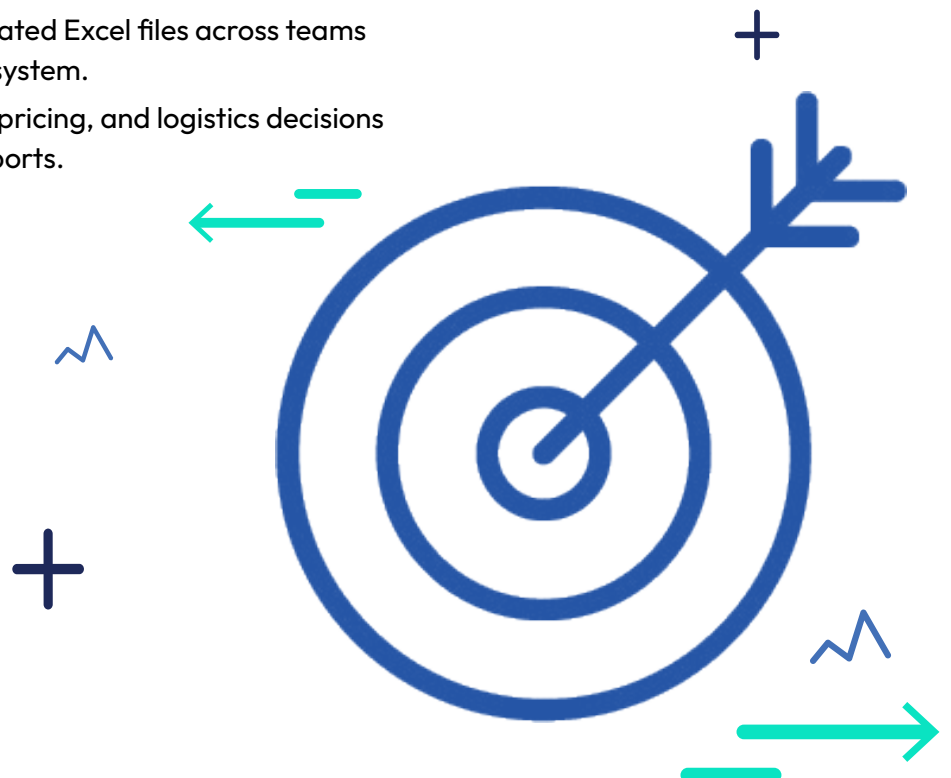 ated Excel files across teams
system.
pricing, and logistics decisions
ports.